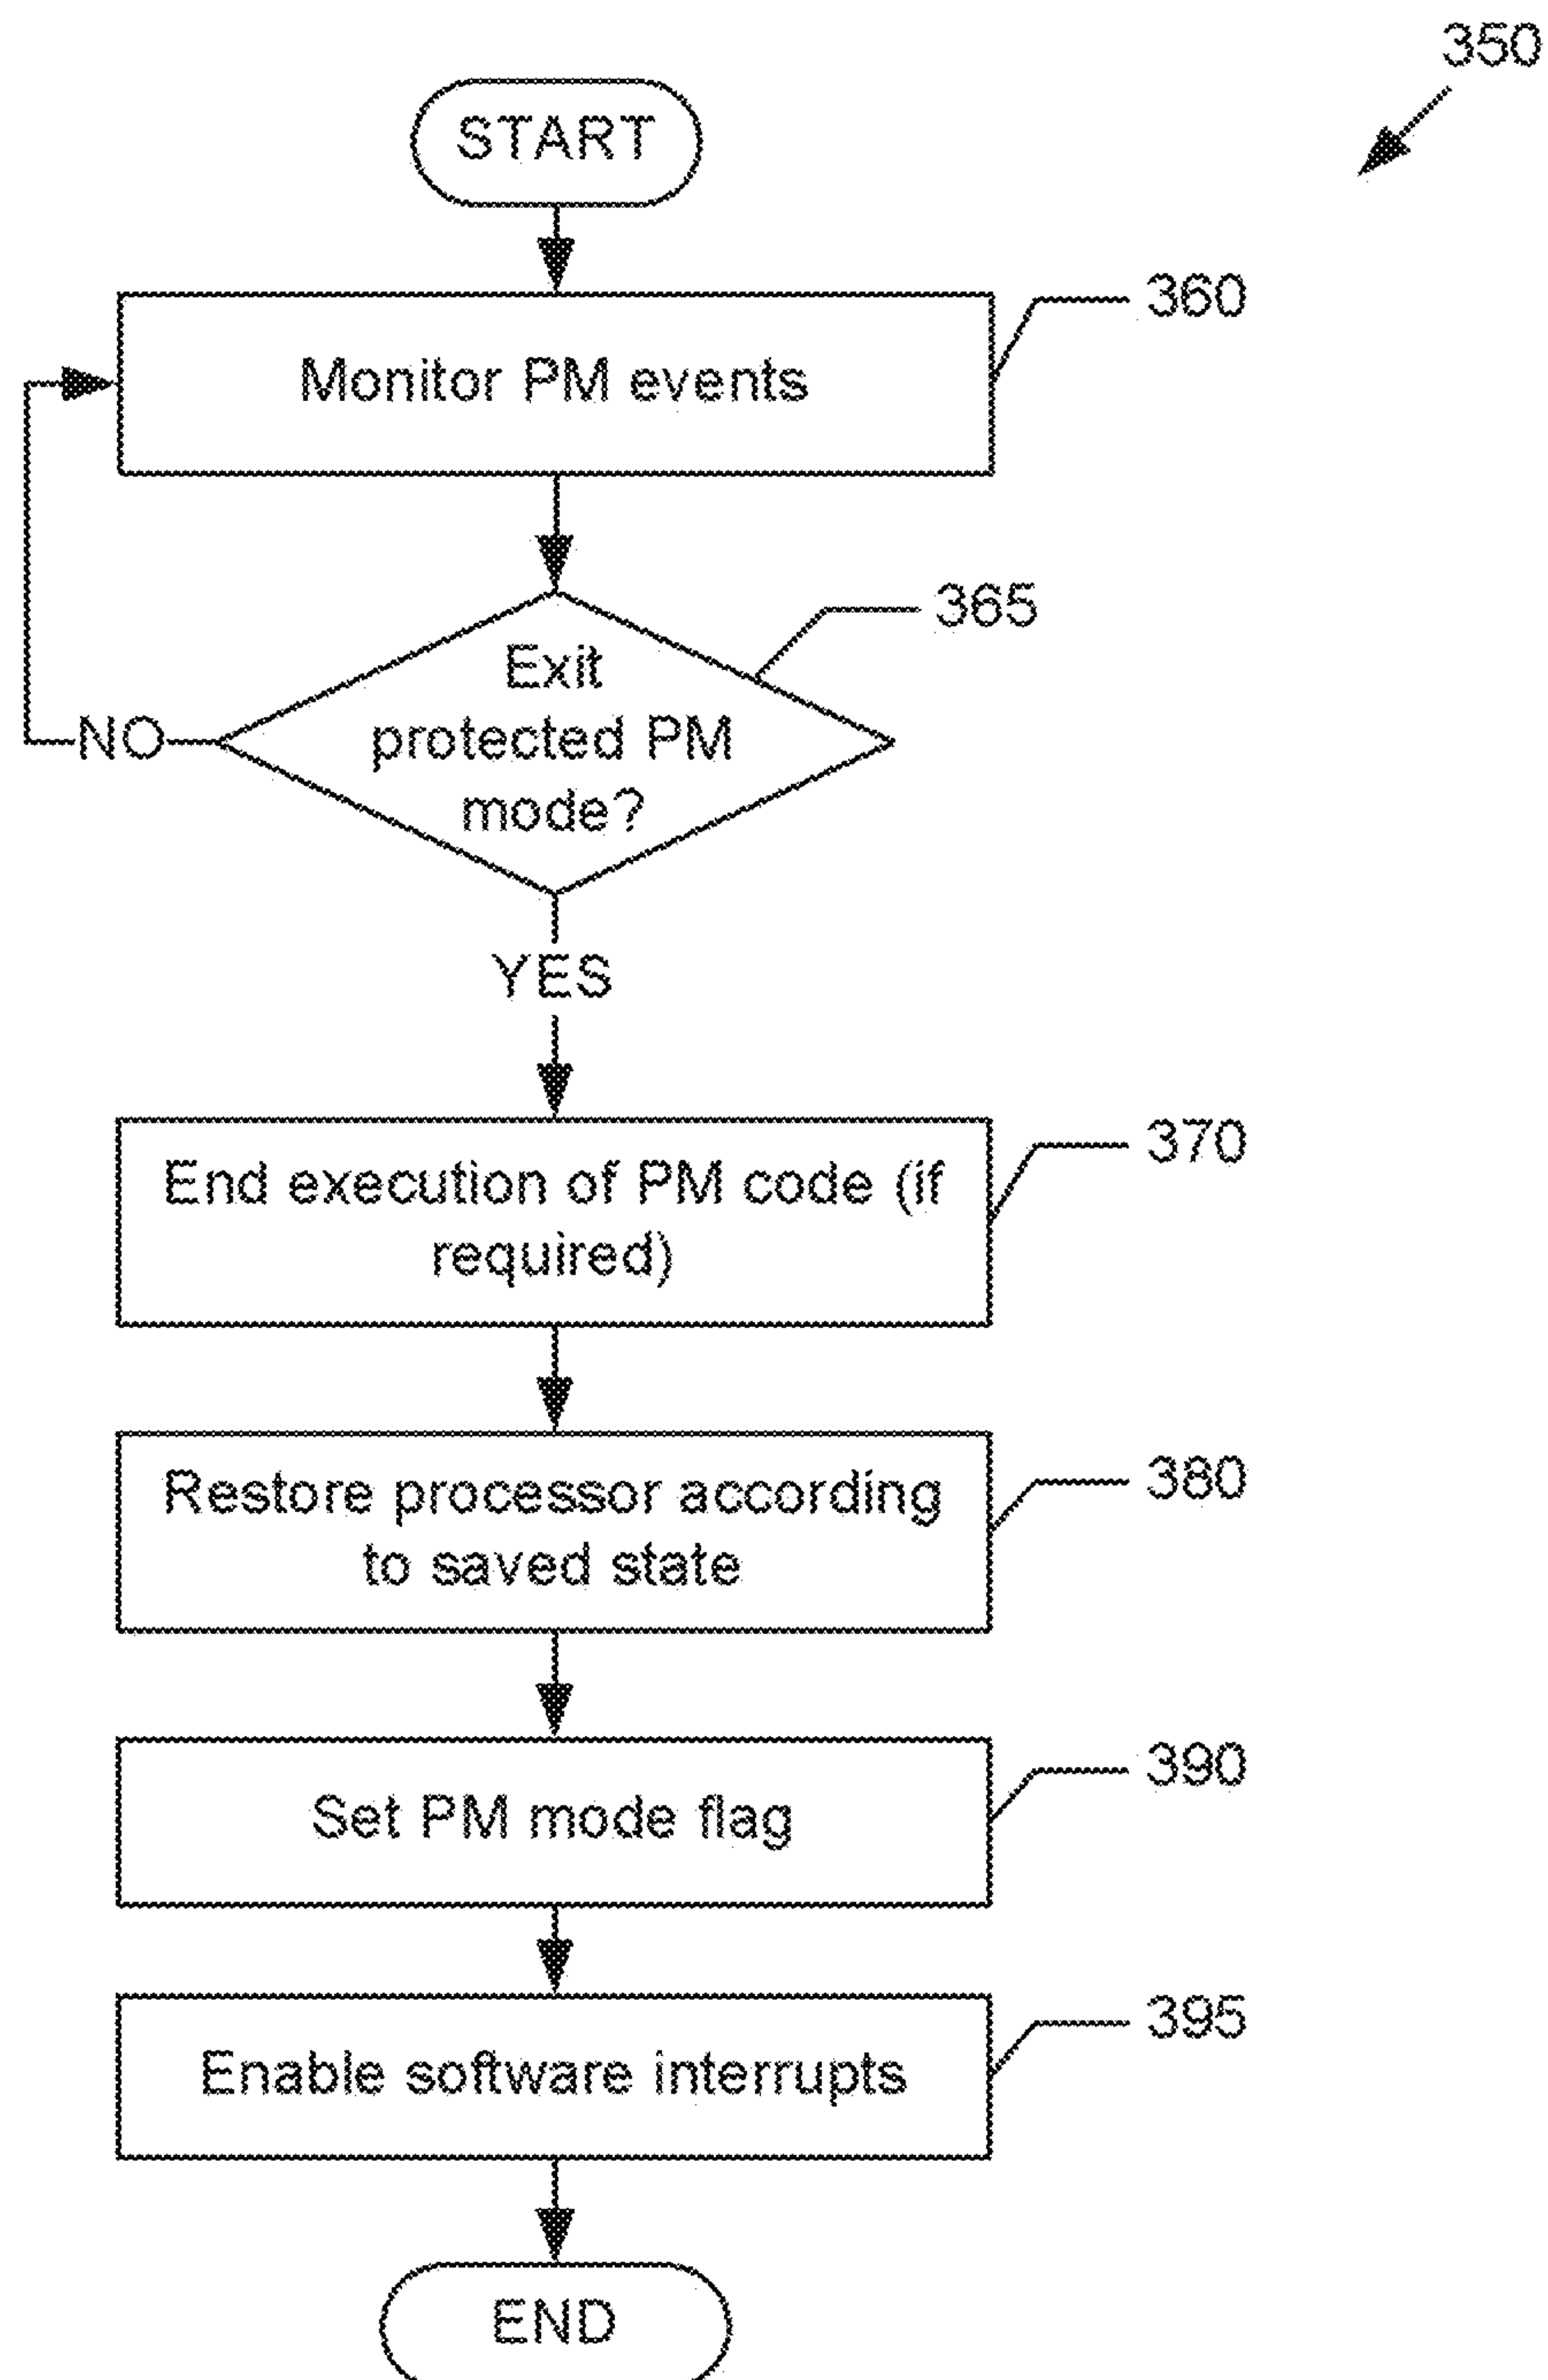 350
START
360
Monitor PM events
365
Exit
protected PM
mode?
NO
YES
370
End execution of PM code (if
required)
380
Restore processor according
to saved state
390
Set PM mode flag
395
Enable software interrupts
END